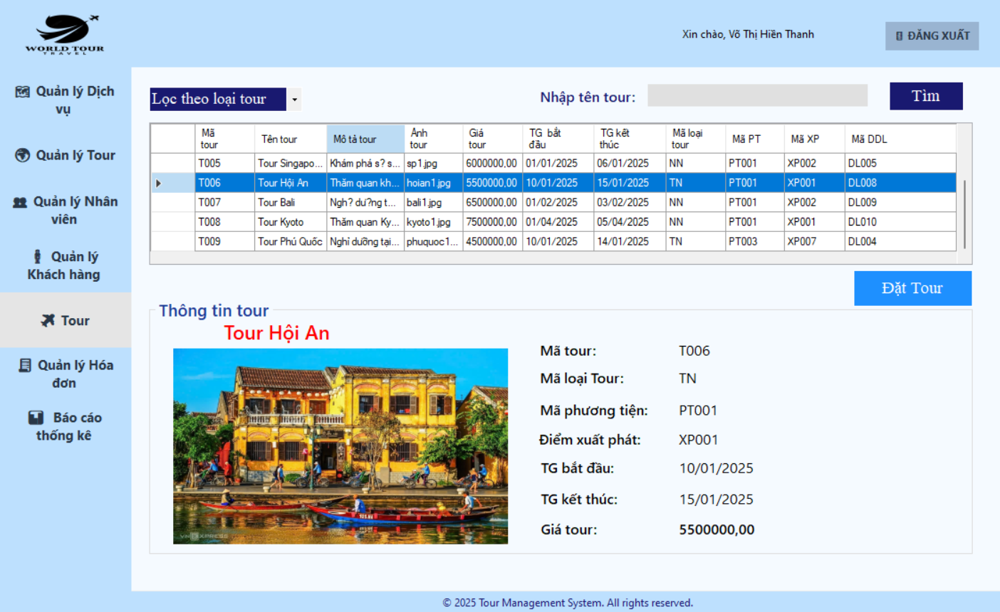 WORLD TOUR
TRAVEL
Xin chào, Võ Thị Hiền Thanh
ĐĂNG XUẤT
Quản lý Dịch
vụ
Quản lý Tour
Quản lý Nhân
viên
Quản lý
Khách hàng
Tour
Quản lý Hóa
đơn
Báo cáo
thống kê
Lọc theo loại tour
Nhập tên tour:
Tìm
Mã tour Tên tour Mô tả tour Ảnh tour Giá tour TG bắt đầu TG kết thúc Mã loại tour Mã PT Mã XP Mã DDL
T005 Tour Singapo... Khám phá s? s... sp1.jpg 6000000,00 01/01/2025 06/01/2025 NN PT001 XP002 DL005
T006 Tour Hội An Thăm quan kh... hoian1.jpg 5500000,00 10/01/2025 15/01/2025 TN PT001 XP001 DL008
T007 Tour Bali Ngh? dư?ng t... bali1.jpg 6500000,00 01/02/2025 03/02/2025 NN PT001 XP002 DL009
T008 Tour Kyoto Thăm quan Ky... kyoto1.jpg 7500000,00 01/04/2025 05/04/2025 NN PT001 XP001 DL010
T009 Tour Phú Quốc Nghỉ dưỡng tại... phuquoc1... 4500000,00 10/01/2025 14/01/2025 TN PT003 XP007 DL004
Đặt Tour
Thông tin tour
Tour Hội An
Mã tour: T006
Mã loại Tour: TN
Mã phương tiện: PT001
Điểm xuất phát: XP001
TG bắt đầu: 10/01/2025
TG kết thúc: 15/01/2025
Giá tour: 5500000,00
VNEXPRESS
© 2025 Tour Management System. All rights reserved.